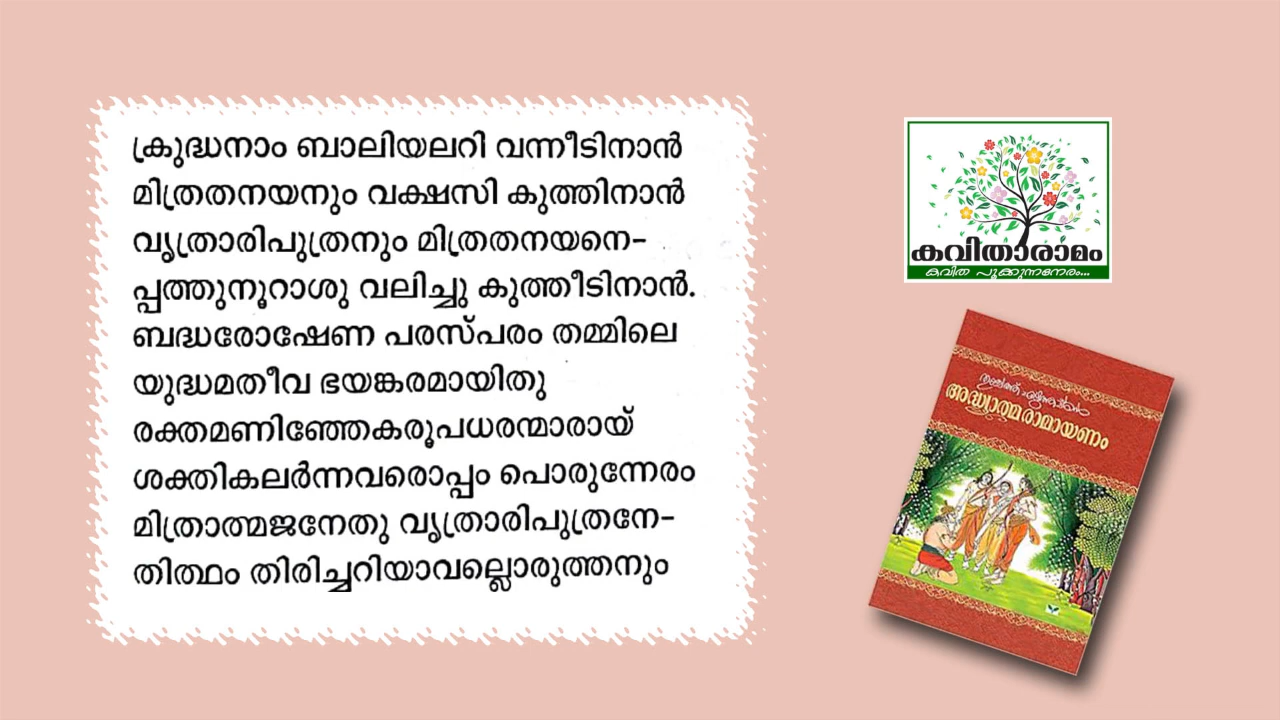 ക്രുദ്ധനാം ബാലിയലറി വന്നീടിനാൻ
മിത്രതനയനും വക്ഷസി കുത്തിനാൻ
വൃത്രാരിപുത്രനും മിത്രതനയനെ-
പ്പത്തുനൂറാശു വലിച്ചു കുത്തീടിനാൻ.
ബദ്ധരോഷേണ പരസ്പരം തമ്മിലെ
യുദ്ധമതീവ ഭയങ്കരമായിതു
രക്തമണിഞ്ഞേകരൂപധരന്മാരായ്
ശക്തികലർന്നവരൊപ്പം പൊരുന്നേരം
മിത്രാത്മജനേതു വൃത്രാരിപുത്രനേ-
തിത്ഥം തിരിച്ചറിയാവല്ലൊരുത്തനും
കവിതാരാമം
കവിത പൂക്കുന്നനേരം...
അദ്ധ്യാത്മരാമായണം